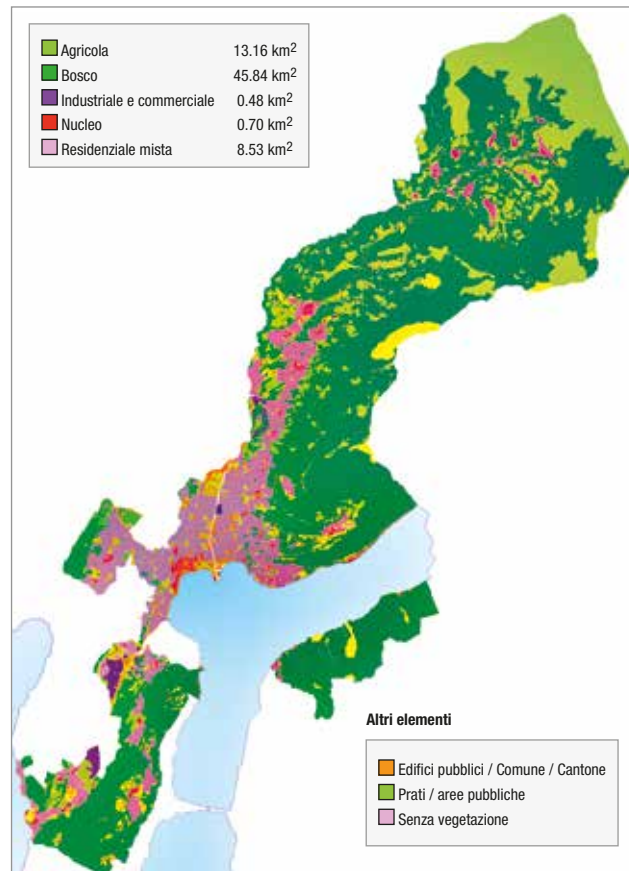 Agricola 13.16 km²
Bosco 45.84 km²
Industriale e commerciale 0.48 km²
Nucleo 0.70 km²
Residenziale mista 8.53 km²
Altri elementi
Edifici pubblici / Comune / Cantone
Prati / aree pubbliche
Senza vegetazione